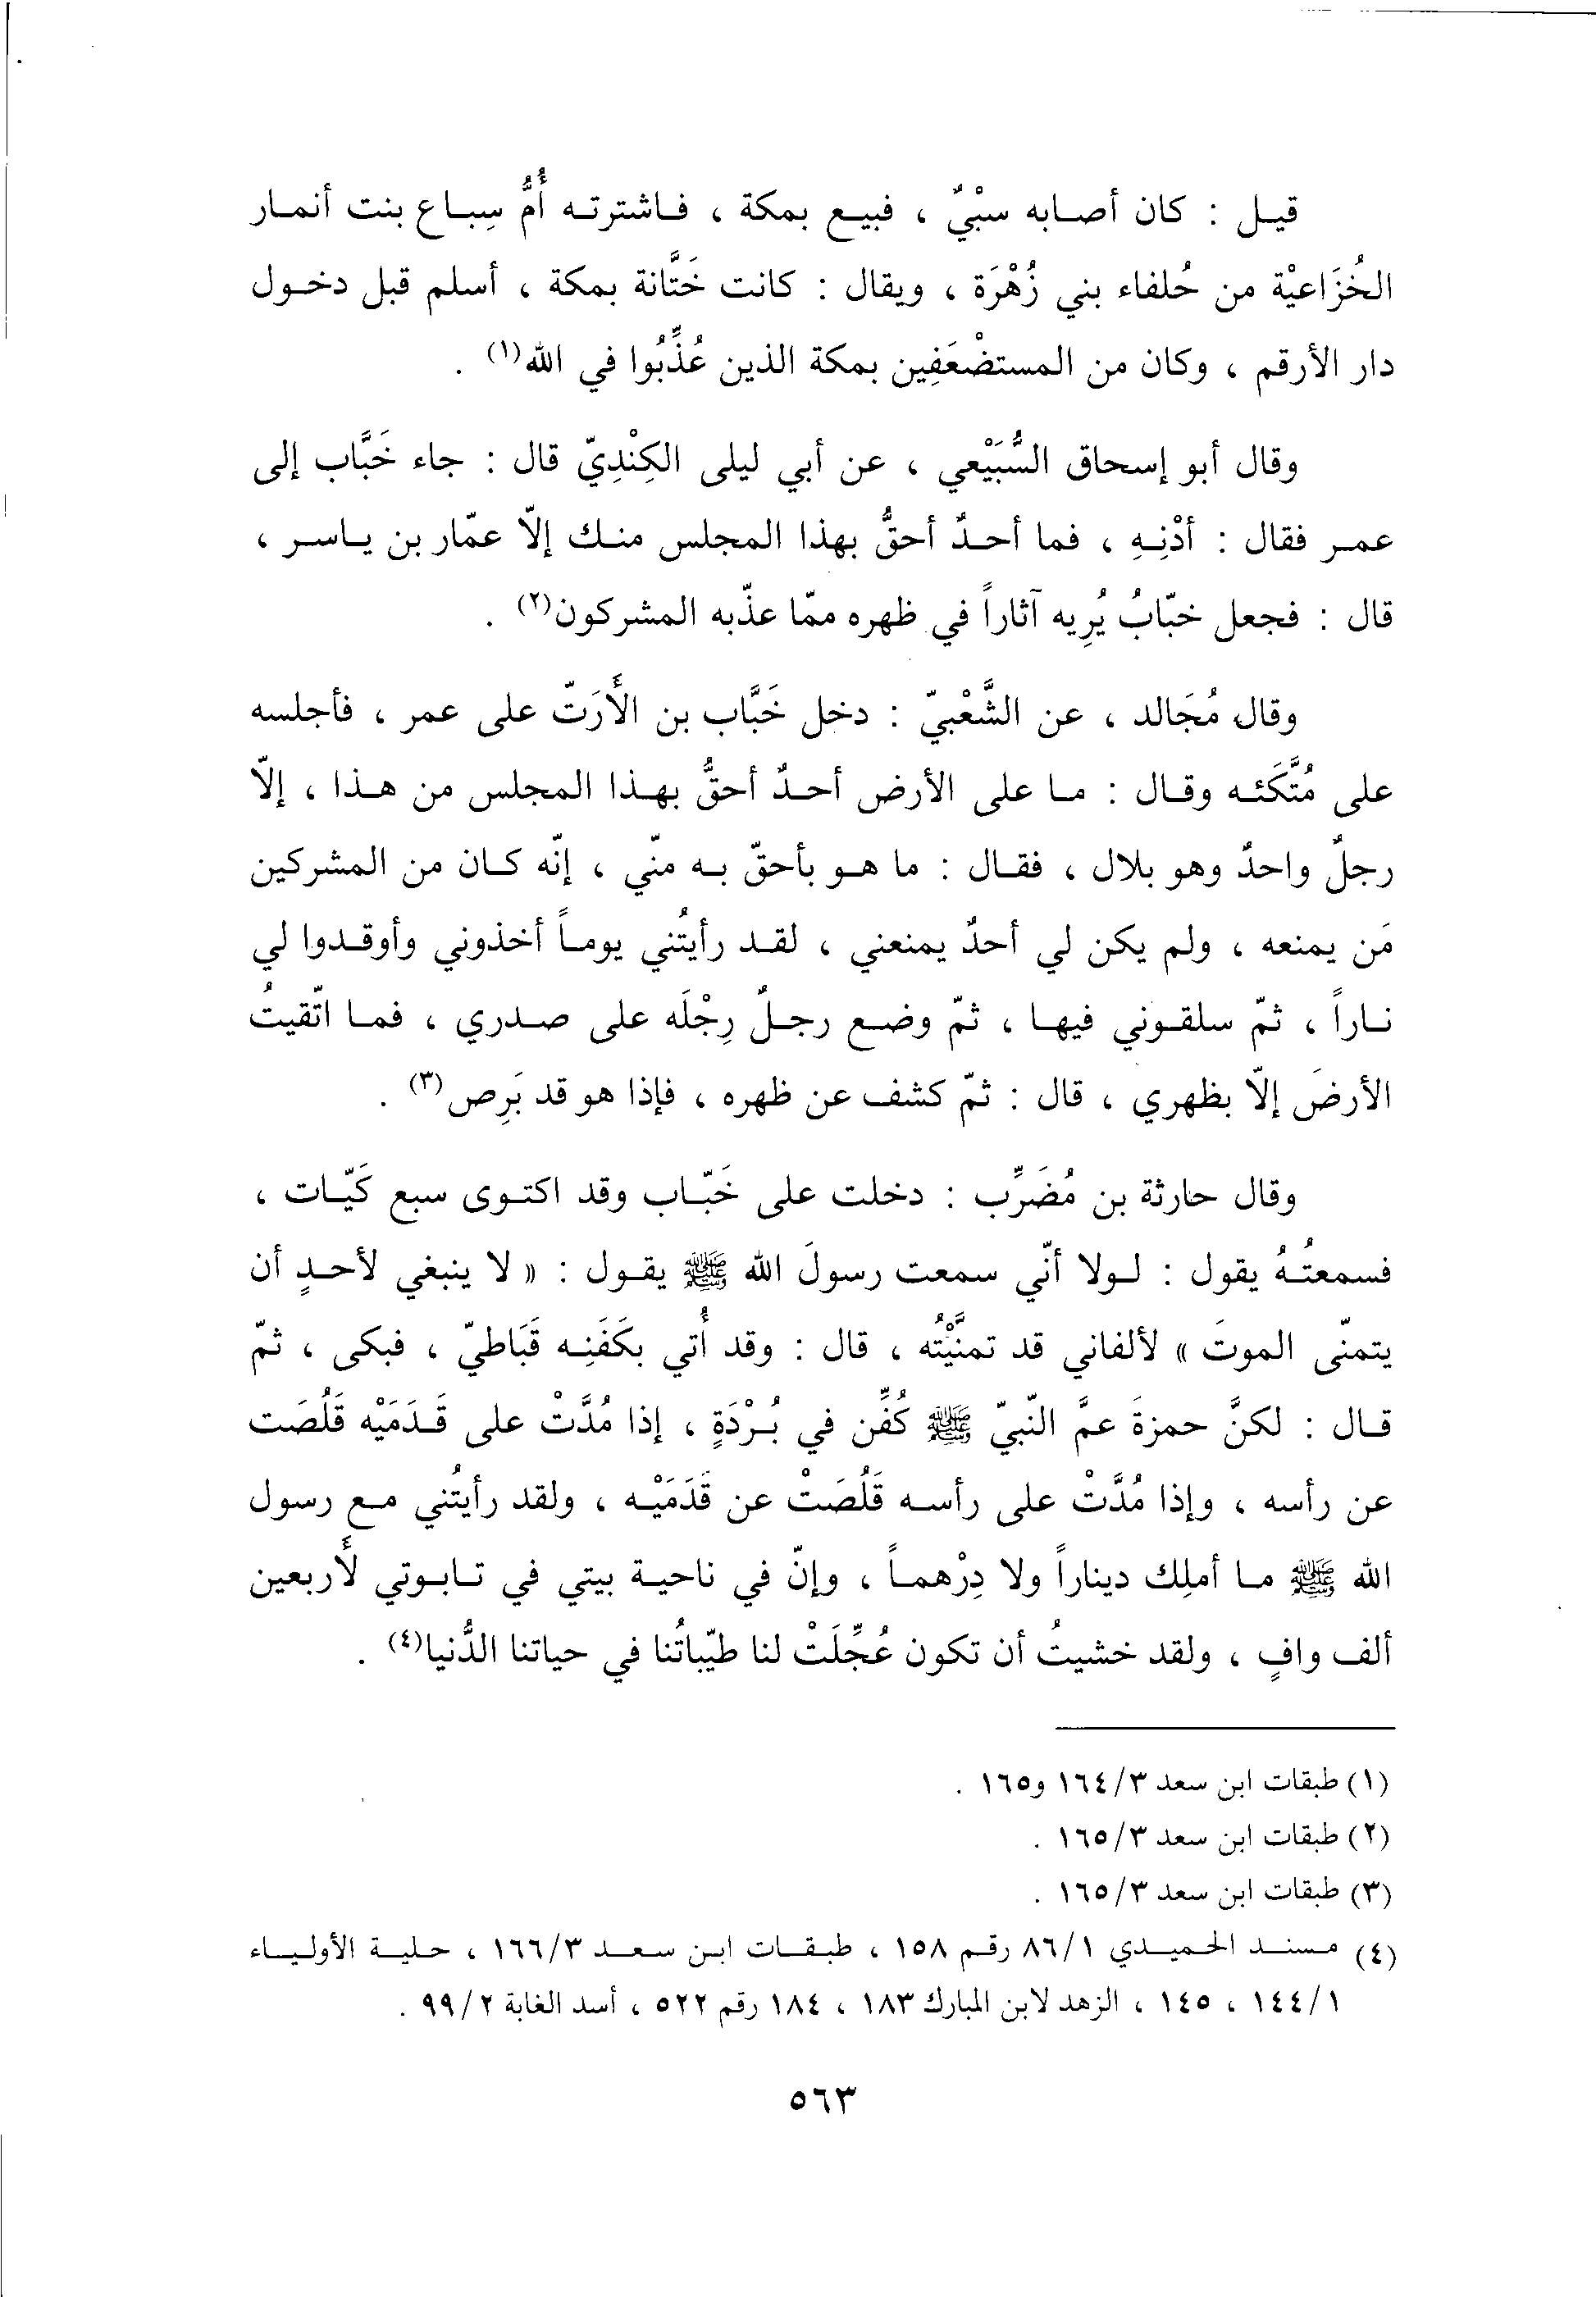 قيل : كان أصابه سبْيٌ ، فبيع بمكة ، فاشترته أُمُّ سِباع بنت أنمار
الخُزَاعيْة من حُلفاء بني زُهْرَة ، ويقال : كانت خَتَّانة بمكة ، أسلم قبل دخول
دار الأرقم ، وكان من المستضْعَفِين بمكة الذين عُذِّبُوا في الله(١) .
وقال أبو إسحاق السُّبَيْعي ، عن أبي ليلى الكِنْدِيّ قال : جاء خَبَّاب إلى
عمر فقال : أدْنِهِ ، فما أحدٌ أحقُّ بهذا المجلس منك إلاّ عمّار بن ياسر ،
قال : فجعل خبّابُ يُرِيه آثاراً في ظهره ممّا عذّبه المشركون(٢) .
وقال مُجَالد ، عن الشَّعْبيّ : دخل خَبَّاب بن الأَرَتّ على عمر ، فأجلسه
على مُتَّكَئه وقال : ما على الأرض أحدٌ أحقُّ بهذا المجلس من هذا ، إلاّ
رجلٌ واحدٌ وهو بلال ، فقال : ما هو بأحقّ به منّي ، إنّه كان من المشركين
مَن يمنعه ، ولم يكن لي أحدٌ يمنعني ، لقد رأيتُني يوماً أخذوني وأوقدوا لي
ناراً ، ثمّ سلقوني فيها ، ثمّ وضع رجلٌ رِجْلَه على صدري ، فما اتّقيتُ
الأرضَ إلاّ بظهري ، قال : ثمّ كشف عن ظهره ، فإذا هو قد بَرِص(٣) .
وقال حارثة بن مُضَرِّب : دخلت على خَبّاب وقد اكتوى سبع كَيّات ،
فسمعتُهُ يقول : لولا أنّي سمعت رسولَ الله ﷺ يقول : « لا ينبغي لأحدٍ أن
يتمنّى الموتَ » لألفاني قد تمنَّيْتُه ، قال : وقد أُتي بكَفَنِه قَبَاطيّ ، فبكى ، ثمّ
قال : لكنَّ حمزةَ عمَّ النّبيّ ﷺ كُفِّن في بُرْدَةٍ ، إذا مُدَّتْ على قَدَمَيْه قَلُصَت
عن رأسه ، وإذا مُدَّتْ على رأسه قَلُصَتْ عن قَدَمَيْه ، ولقد رأيتُني مع رسول
الله ﷺ ما أملِك ديناراً ولا دِرْهماً ، وإنّ في ناحية بيتي في تابوتي لأَربعين
ألف وافٍ ، ولقد خشيتُ أن تكون عُجِّلَتْ لنا طيّباتُنا في حياتنا الدُّنيا(٤) .
(١) طبقات ابن سعد ١٦٤/٣ و١٦٥ .
(٢) طبقات ابن سعد ١٦٥/٣ .
(٣) طبقات ابن سعد ١٦٥/٣ .
(٤) مسند الحميدي ٨٦/١ رقم ١٥٨ ، طبقات ابن سعد ١٦٦/٣ ، حلية الأولياء
١٤٤/١ ، ١٤٥ ، الزهد لابن المبارك ١٨٣ ، ١٨٤ رقم ٥٢٢ ، أسد الغابة ٩٩/٢ .
٥٦٣